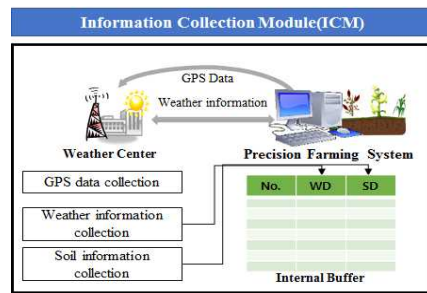 Information Collection Module(ICM)
GPS Data
Weather information
Weather Center
Precision Farming System
GPS data collection
Weather information
collection
Soil information
collection
No. WD SD
Internal Buffer